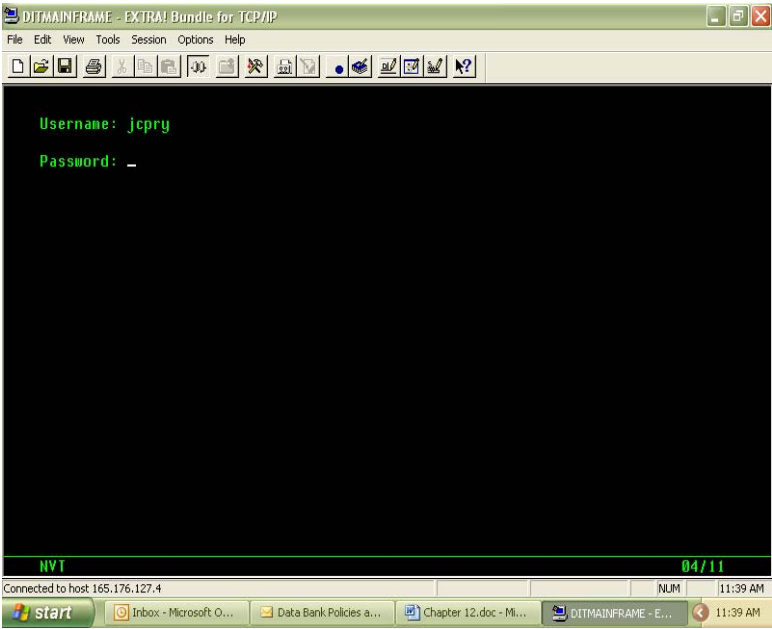 DITMAINFRAME - EXTRA! Bundle for TCP/IP
File Edit View Tools Session Options Help
Username: jcpry
Password: _
NVT 04/11
Connected to host 165.176.127.4 NUM 11:39 AM
start Inbox - Microsoft O... Data Bank Policies a... Chapter 12.doc - Mi... DITMAINFRAME - E... 11:39 AM